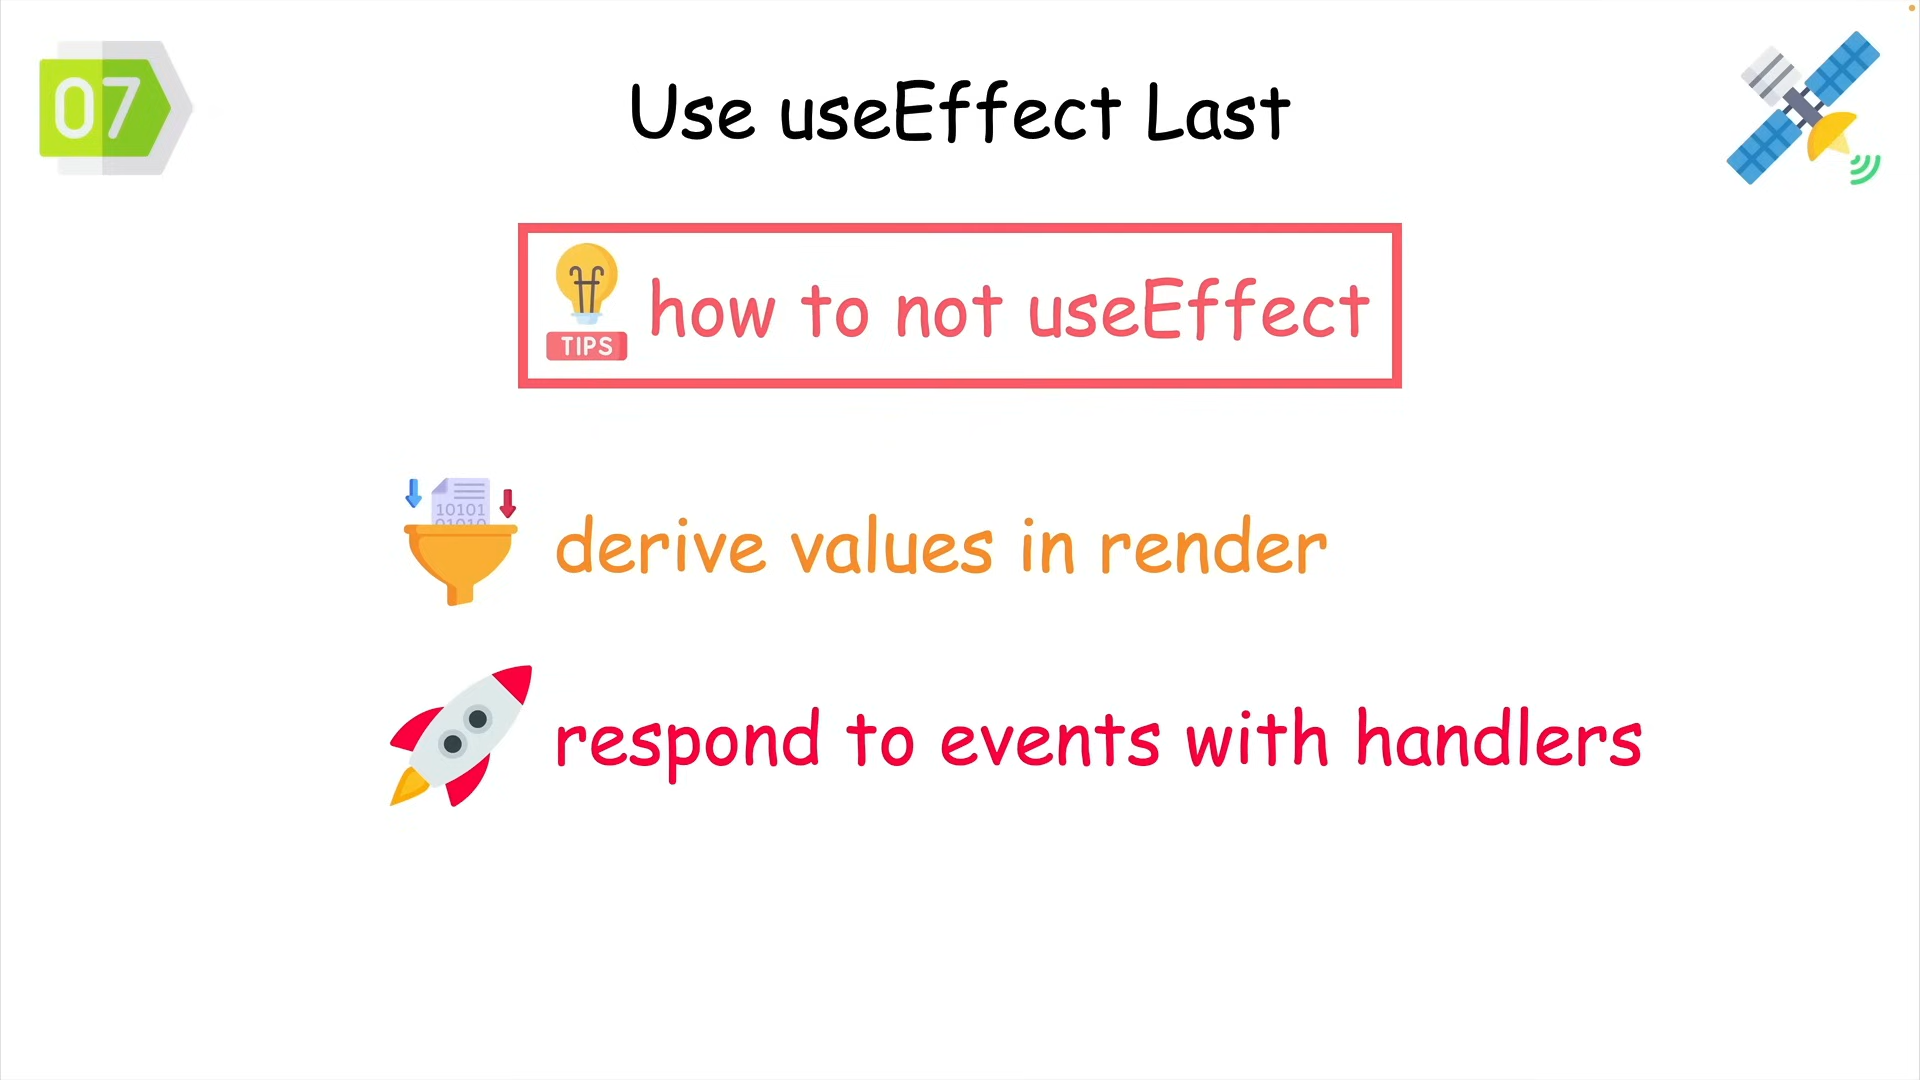 07
Use useEffect Last
TIPS
how to not useEffect
10101
01010
derive values in render
respond to events with handlers